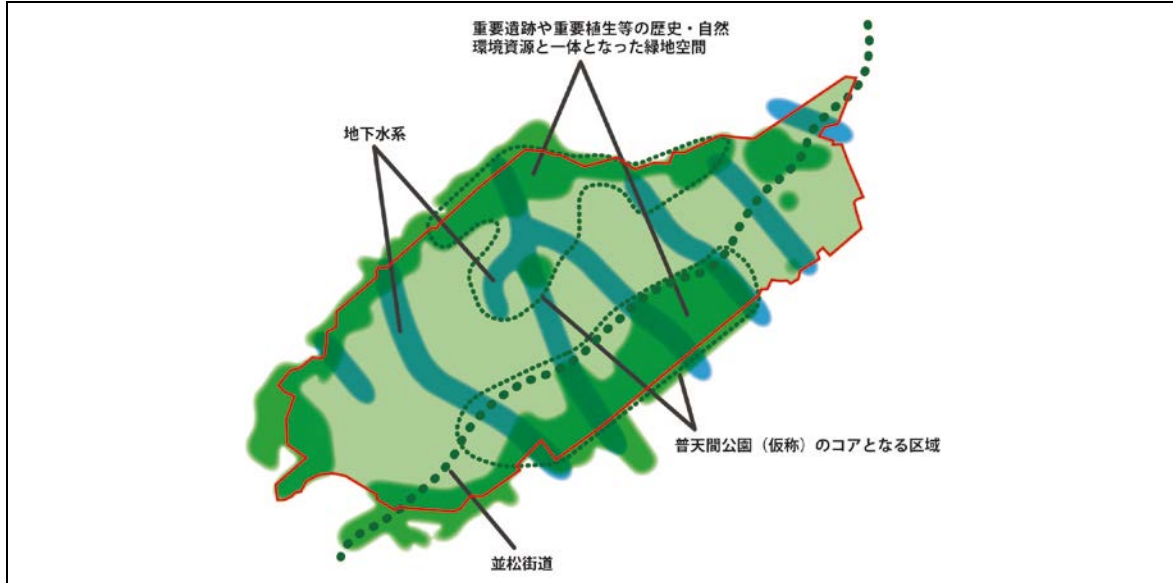 重要遺跡や重要植生等の歴史・自然
環境資源と一体となった緑地空間
地下水系
普天間公園（仮称）のコアとなる区域
並松街道